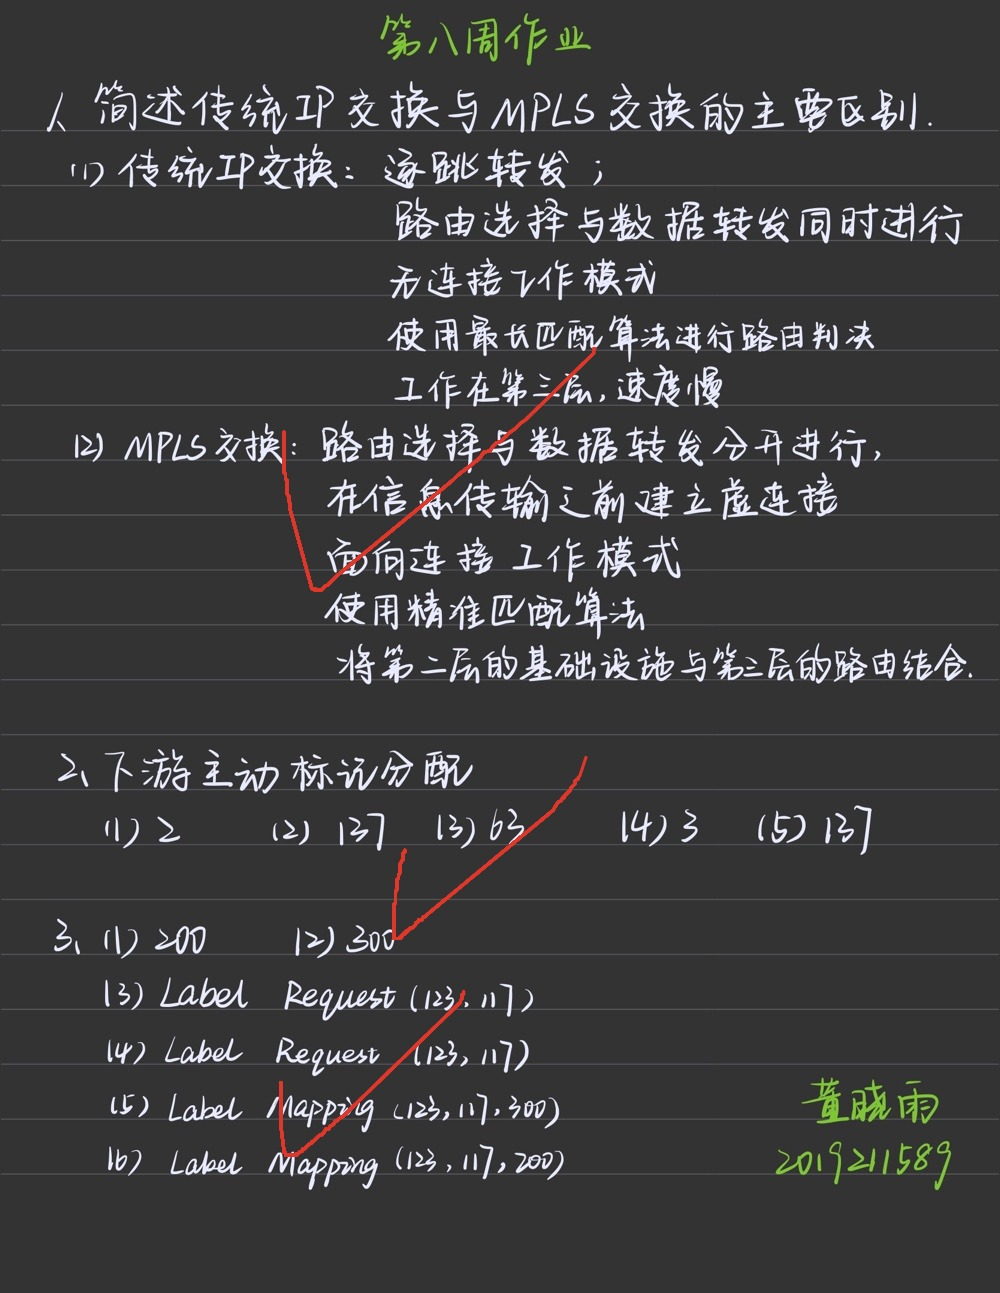 第八周作业
1、简述传统IP交换与MPLS交换的主要区别.
(1) 传统IP交换: 逐跳转发;
路由选择与数据转发同时进行
无连接工作模式
使用最长匹配算法进行路由判决
工作在第三层,速度慢
(2) MPLS交换: 路由选择与数据转发分开进行,
在信息传输之前建立虚连接
面向连接工作模式
使用精准匹配算法
将第二层的基础设施与第三层的路由结合.
2、下游主动标记分配
(1) 2 (2) 137 (3) 63 (4) 3 (5) 137
3、(1) 200 (2) 300
(3) Label Request (123, 117)
(4) Label Request (123, 117)
(5) Label Mapping (123, 117, 300)
(6) Label Mapping (123, 117, 200)
董晓雨
2019211589